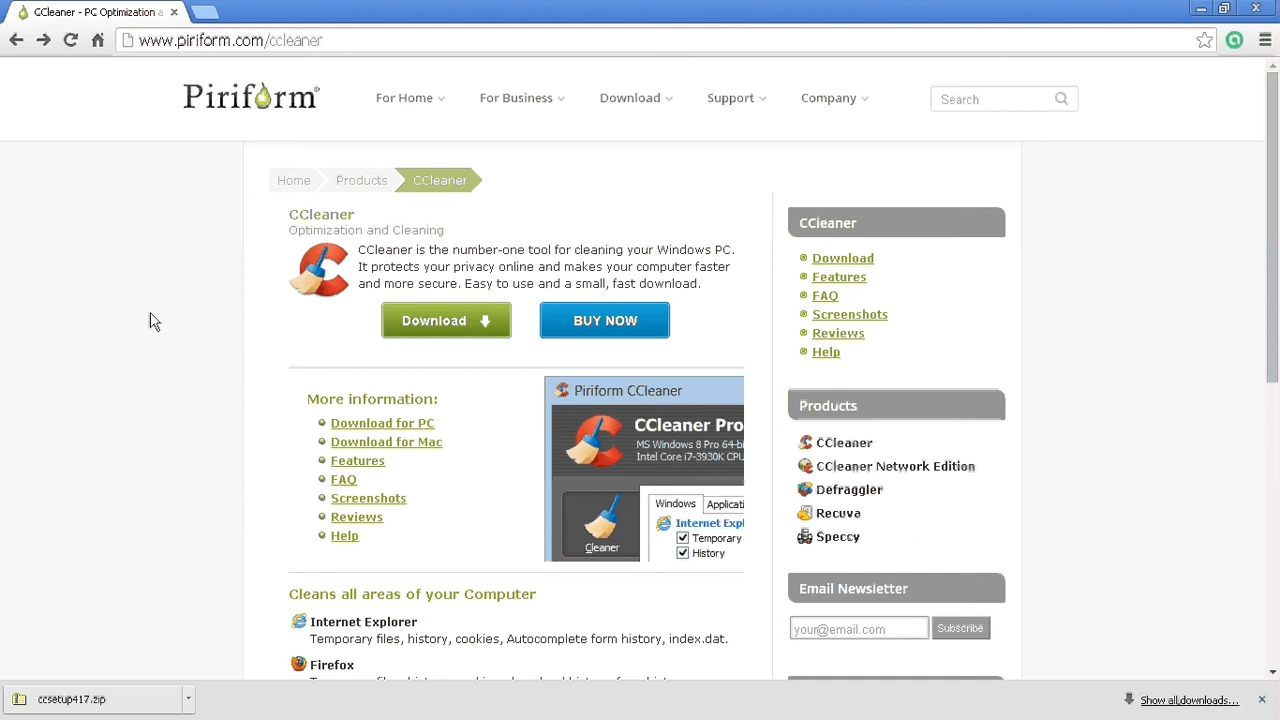 CCleaner - PC Optimization a
www.piriform.com/ccleaner
Piriform
For Home
For Business
Download
Support
Company
Search
Home
Products
CCleaner
CCleaner
Optimization and Cleaning
CCleaner is the number-one tool for cleaning your Windows PC.
It protects your privacy online and makes your computer faster
and more secure. Easy to use and a small, fast download.
Download
BUY NOW
More information:
Download for PC
Download for Mac
Features
FAQ
Screenshots
Reviews
Help
Piriform CCleaner
CCleaner Pro
MS Windows 8 Pro 64-bi
Intel Core i7-3930K CPU
Cleaner
Windows
Applicati
Internet Expl
Temporary
History
Cleans all areas of your Computer
Internet Explorer
Temporary files, history, cookies, Autocomplete form history, index.dat.
Firefox
CCleaner
Download
Features
FAQ
Screenshots
Reviews
Help
Products
CCleaner
CCleaner Network Edition
Defraggler
Recuva
Speccy
Email Newsletter
your@email.com
Subscribe
ccsetup417.zip
Show all downloads...